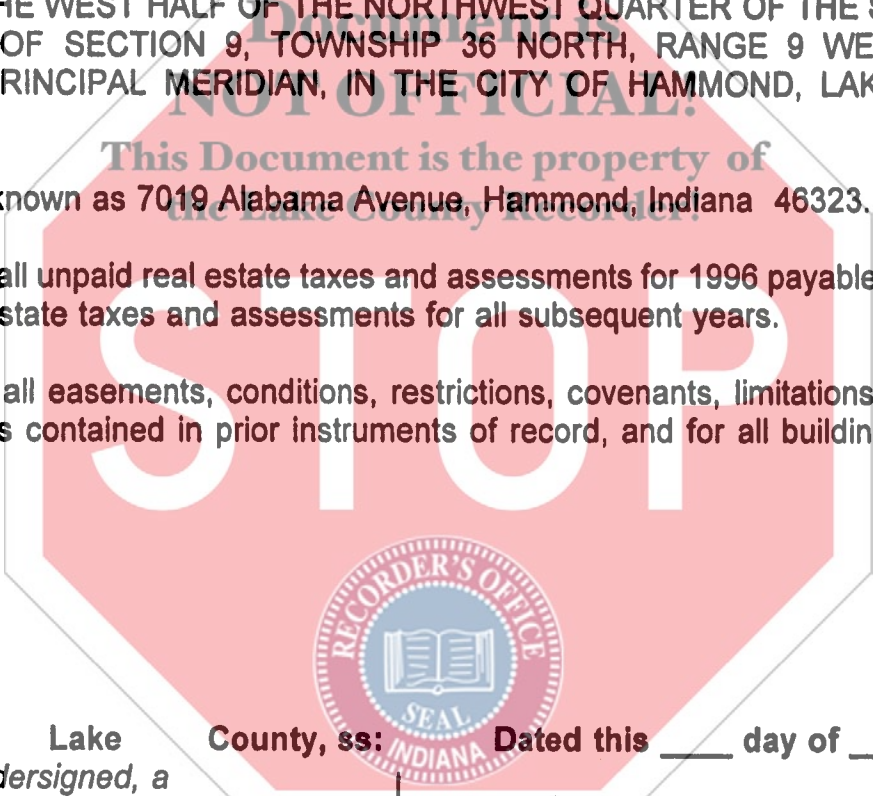 HE WEST HALF OF THE NORTHWEST QUARTER OF THE S
Document is
OF SECTION 9, TOWNSHIP 36 NORTH, RANGE 9 WE
NOT OFFICIAL!
RINCIPAL MERIDIAN, IN THE CITY OF HAMMOND, LAK
This Document is the property of
known as 7019 Alabama Avenue, Hammond, Indiana 46323.
the Lake County Recorder!
all unpaid real estate taxes and assessments for 1996 payable
state taxes and assessments for all subsequent years.
STOP
all easements, conditions, restrictions, covenants, limitations
s contained in prior instruments of record, and for all buildin
RECORDER'S OFFICE
SEAL
INDIANA
Lake County, ss: Dated this ____ day of _
dersigned, a